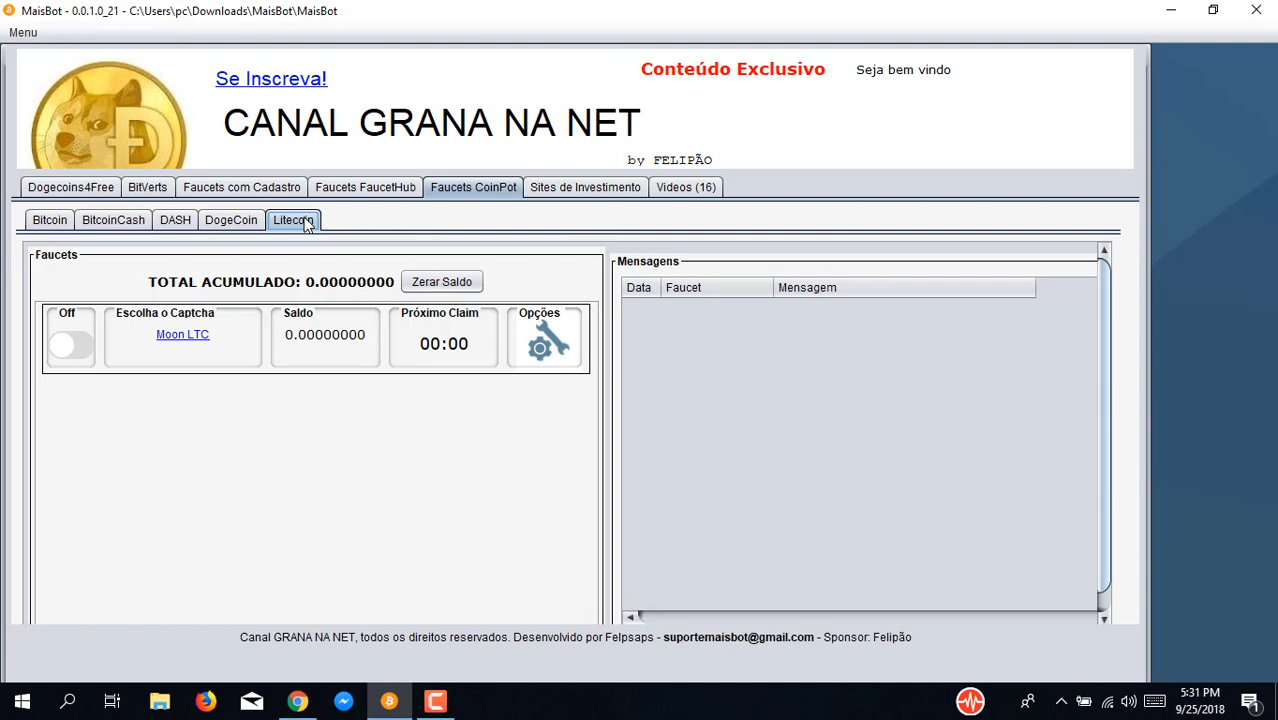 MaisBot - 0.0.1.0_21 - C:\Users\pc\Downloads\MaisBot\MaisBot
Menu
Se Inscreva!
Conteúdo Exclusivo
Seja bem vindo
CANAL GRANA NA NET
by FELIPÃO
Dogecoins4Free
BitVerts
Faucets com Cadastro
Faucets FaucetHub
Faucets CoinPot
Sites de Investimento
Videos (16)
Bitcoin
BitcoinCash
DASH
DogeCoin
Litecoin
Faucets
TOTAL ACUMULADO: 0.00000000
Zerar Saldo
Off
Escolha o Captcha
Moon LTC
Saldo
0.00000000
Próximo Claim
00:00
Opções
Mensagens
Data
Faucet
Mensagem
Canal GRANA NA NET, todos os direitos reservados. Desenvolvido por Felpsaps - suportemaisbot@gmail.com - Sponsor: Felipão
5:31 PM
9/25/2018
1